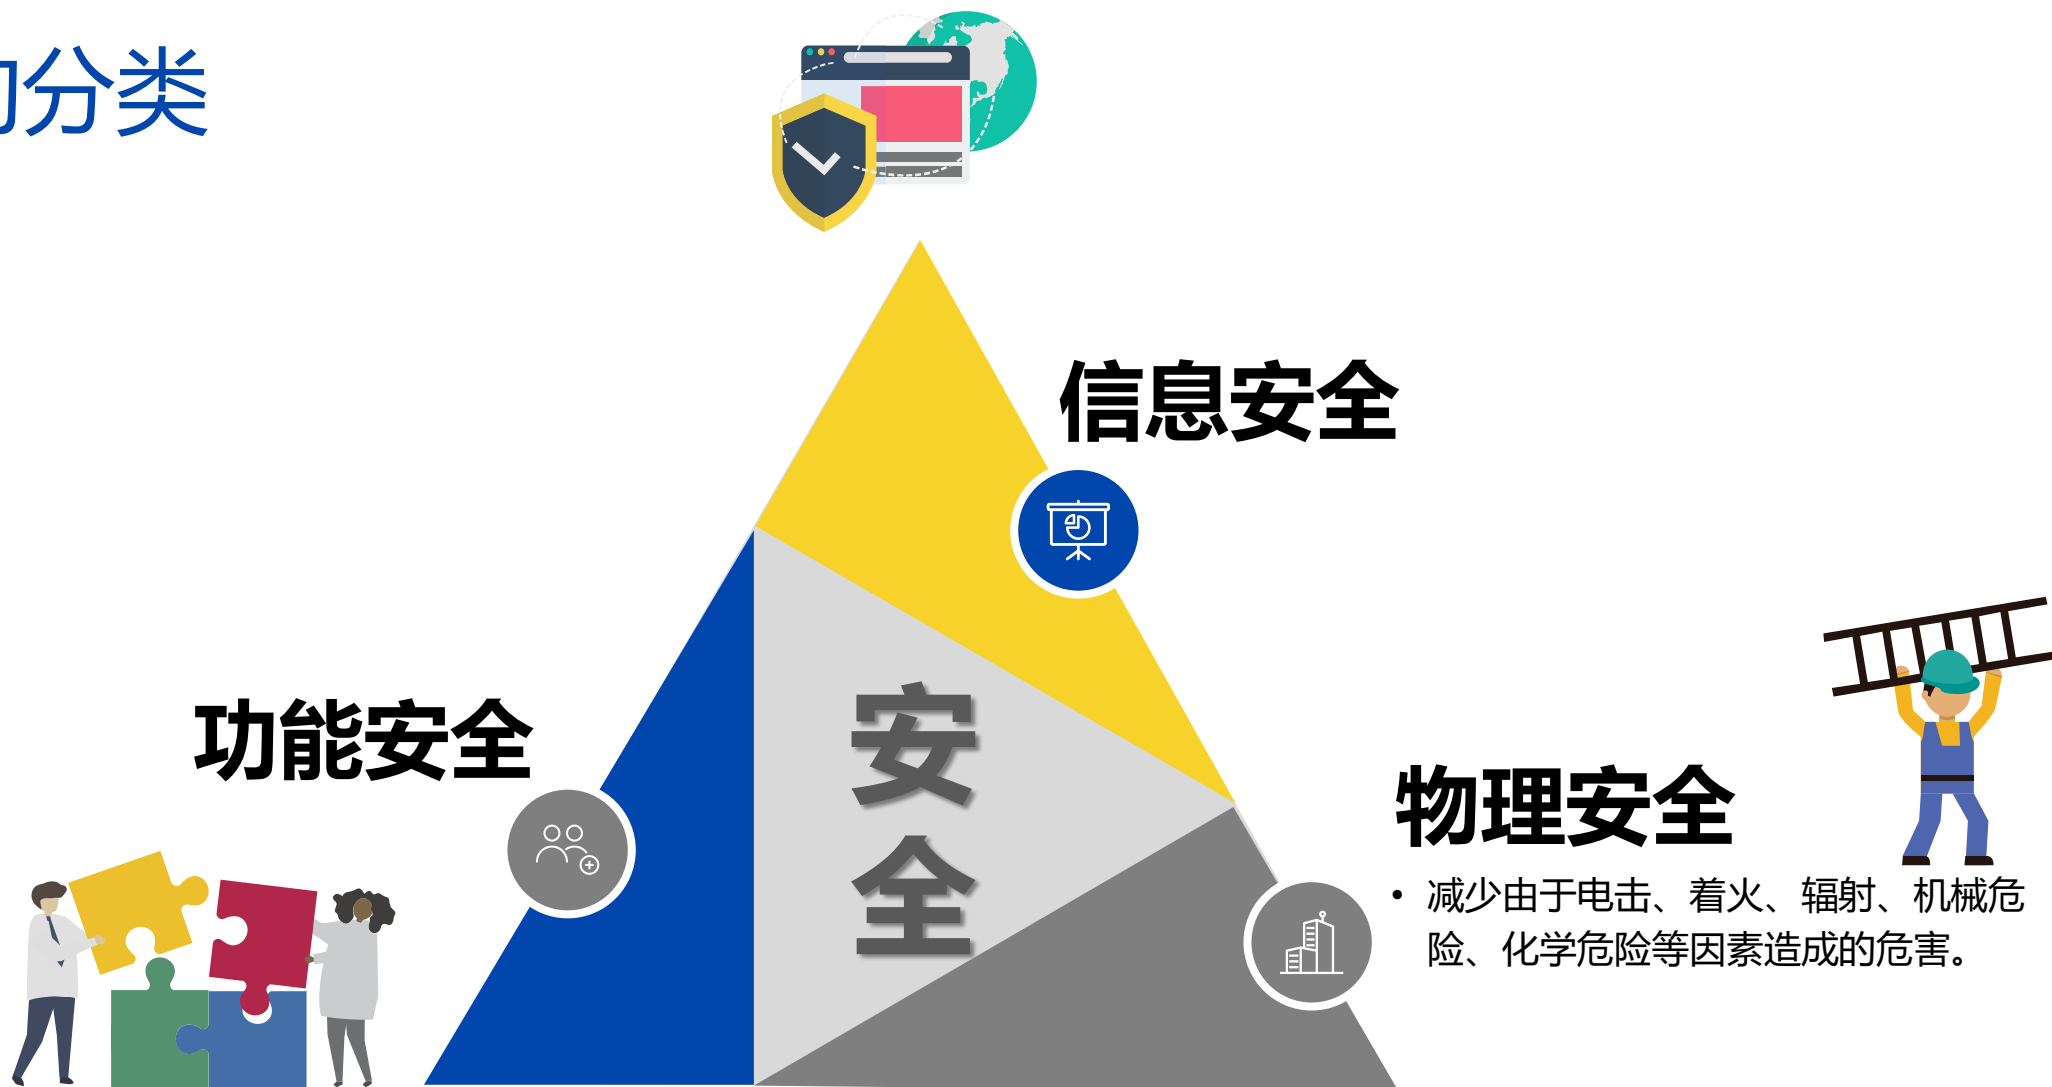 分类
信息安全
功能安全
安
全
物理安全
• 减少由于电击、着火、辐射、机械危
险、化学危险等因素造成的危害。